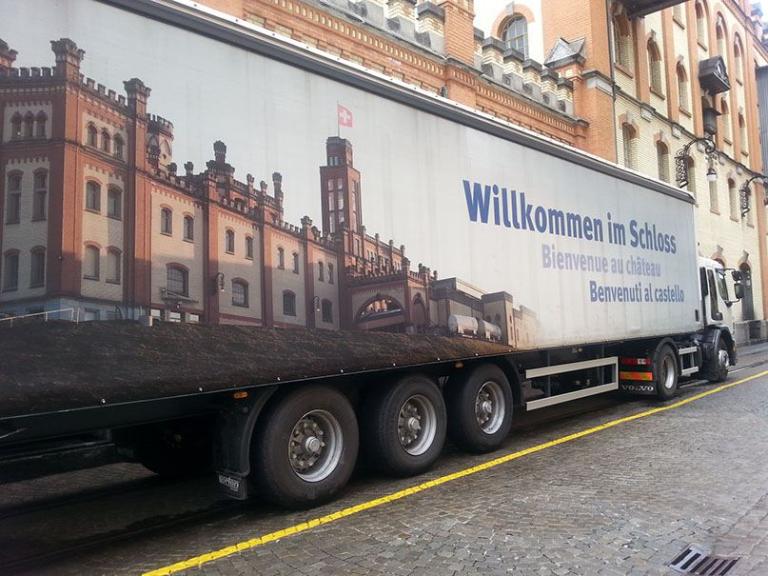 Willkommen im Schloss
Bienvenue au château
Benvenuti al castello
VOLVO